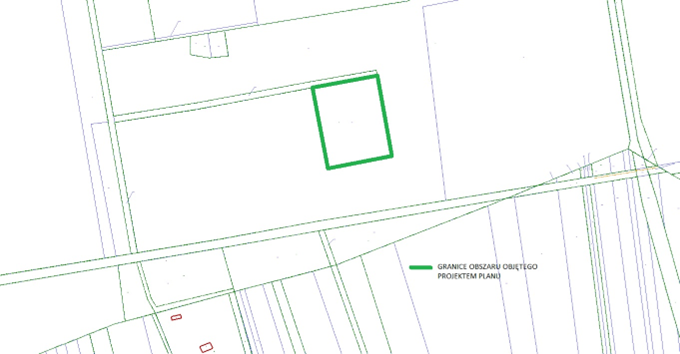 GRANICE OBSZARU OBJĘTEGO
PROJEKTEM PLANU